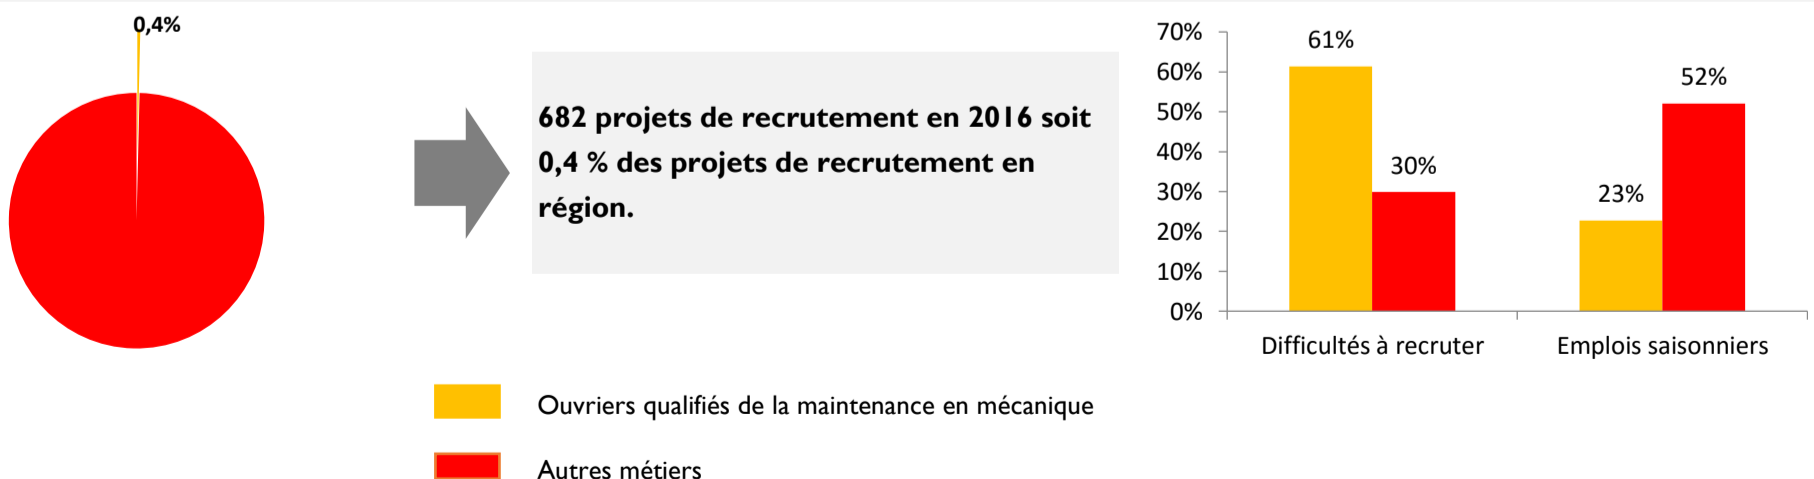 0,4%
682 projets de recrutement en 2016 soit
0,4 % des projets de recrutement en
région.
70%
60%
50%
40%
30%
20%
10%
0%
61%
30%
23%
52%
Difficultés à recruter
Emplois saisonniers
Ouvriers qualifiés de la maintenance en mécanique
Autres métiers